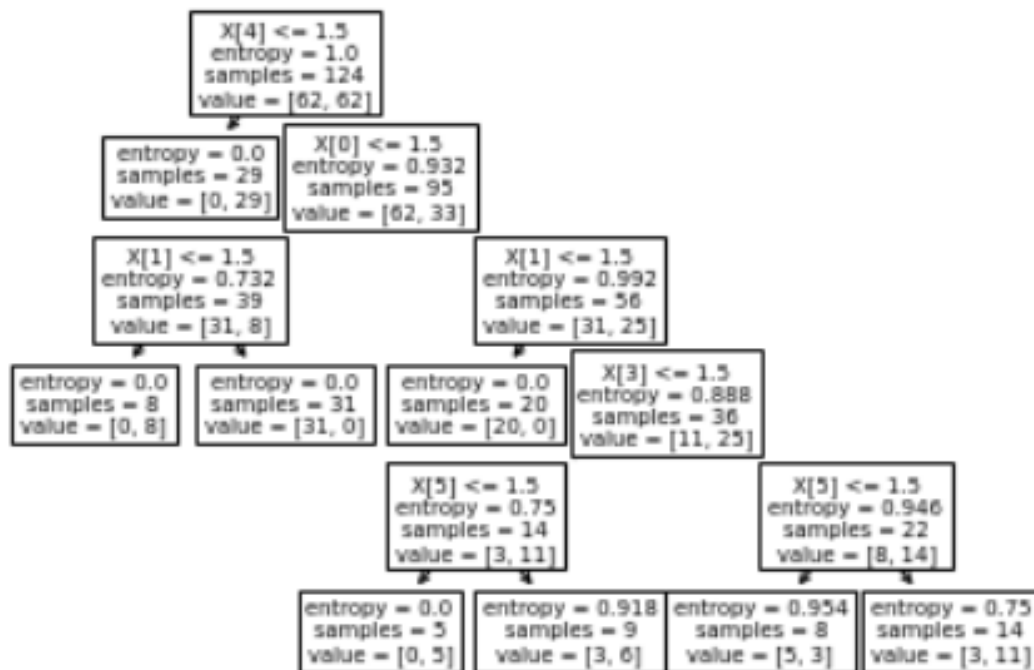 X[4] <= 1.5
entropy = 1.0
samples = 124
value = [62, 62]
entropy = 0.0
samples = 29
value = [0, 29]
X[0] <= 1.5
entropy = 0.932
samples = 95
value = [62, 33]
X[1] <= 1.5
entropy = 0.732
samples = 39
value = [31, 8]
X[1] <= 1.5
entropy = 0.992
samples = 56
value = [31, 25]
entropy = 0.0
samples = 8
value = [0, 8]
entropy = 0.0
samples = 31
value = [31, 0]
entropy = 0.0
samples = 20
value = [20, 0]
X[3] <= 1.5
entropy = 0.888
samples = 36
value = [11, 25]
X[5] <= 1.5
entropy = 0.75
samples = 14
value = [3, 11]
X[5] <= 1.5
entropy = 0.946
samples = 22
value = [8, 14]
entropy = 0.0
samples = 5
value = [0, 5]
entropy = 0.918
samples = 9
value = [3, 6]
entropy = 0.954
samples = 8
value = [5, 3]
entropy = 0.75
samples = 14
value = [3, 11]